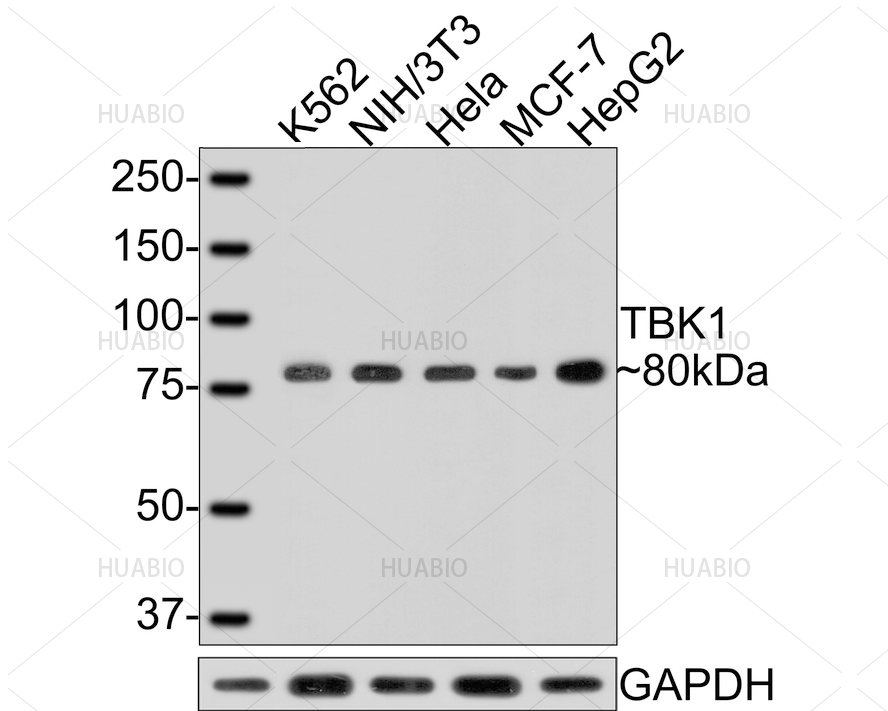 K562
NIH/3T3
Hela
MCF-7
HepG2
HUABIO
HUABIO
HUABIO
250-
150-
100-
TBK1
HUABIO
HUABIO
HUABIO
75-
~80kDa
50-
HUABIO
HUABIO
HUABIO
37-
GAPDH